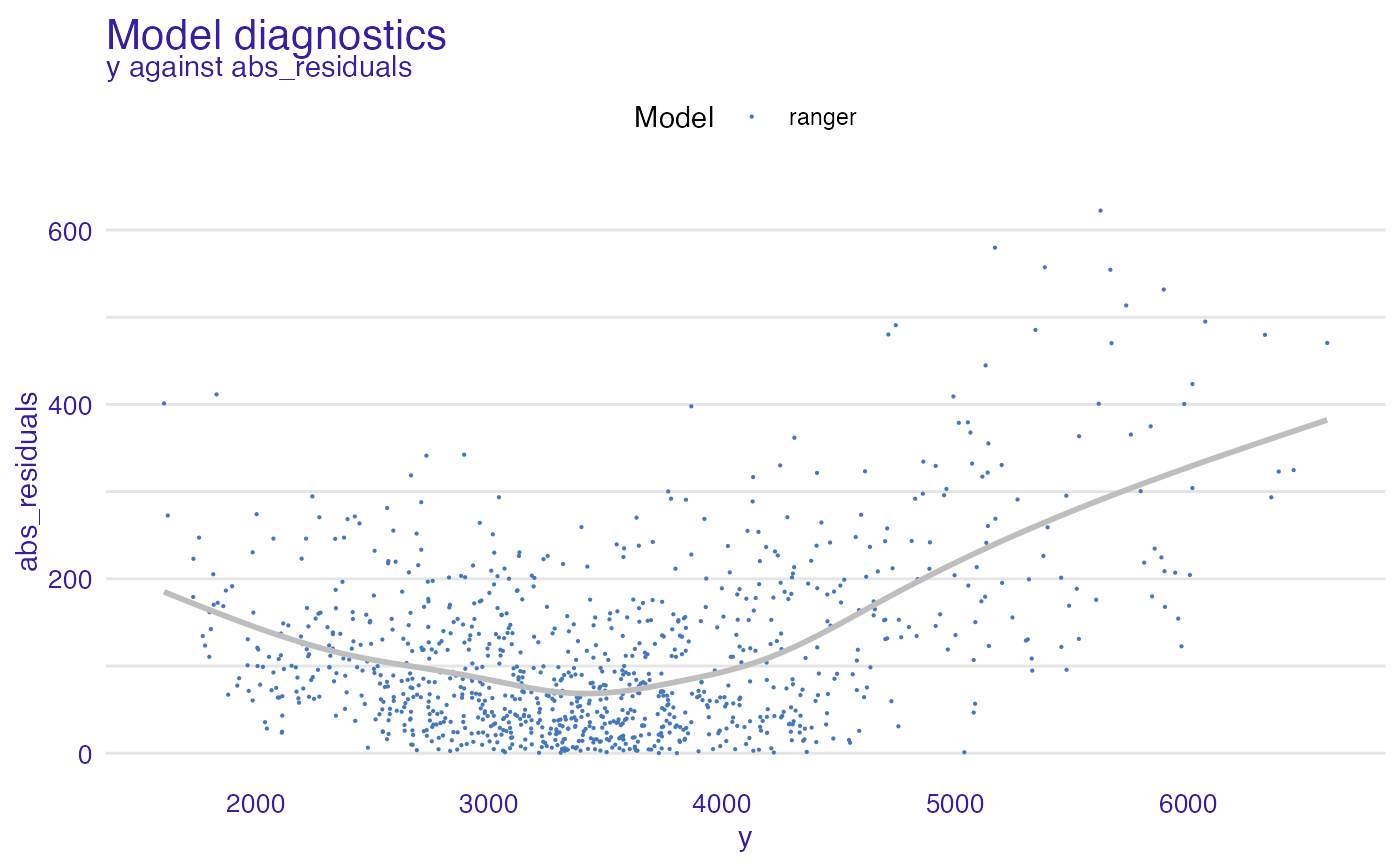 Model diagnostics
y against abs_residuals
Model ranger
600
400
200
0
abs_residuals
2000 3000 4000 5000 6000
y